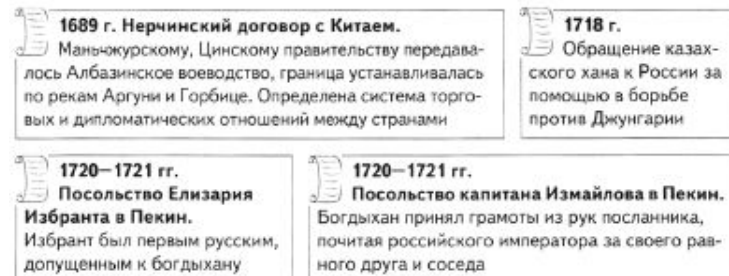 1689 г. Нерчинский договор с Китаем.
Маньчжурскому, Цинскому правительству передава-
лось Албазинское воеводство, граница устанавливалась
по рекам Аргуни и Горбице. Определена система торго-
вых и дипломатических отношений между странами
1718 г.
Обращение казах-
ского хана к России за
помощью в борьбе
против Джунгарии
1720—1721 гг.
Посольство Елизария
Избранта в Пекин.
Избрант был первым русским,
допущенным к богдыхану
1720—1721 гг.
Посольство капитана Измайлова в Пекин.
Богдыхан принял грамоты из рук посланника,
почитая российского императора за своего рав-
ного друга и соседа